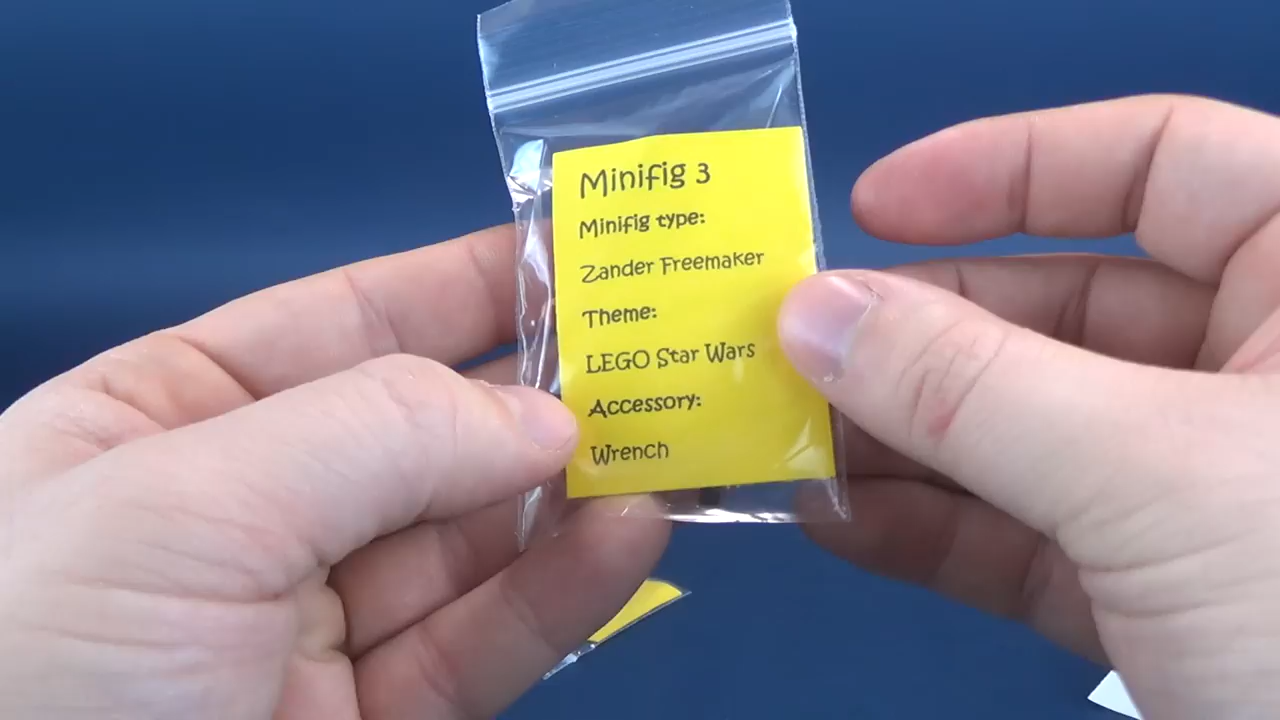 Minifig 3
Minifig type:
Zander Freemaker
Theme:
LEGO Star Wars
Accessory:
Wrench